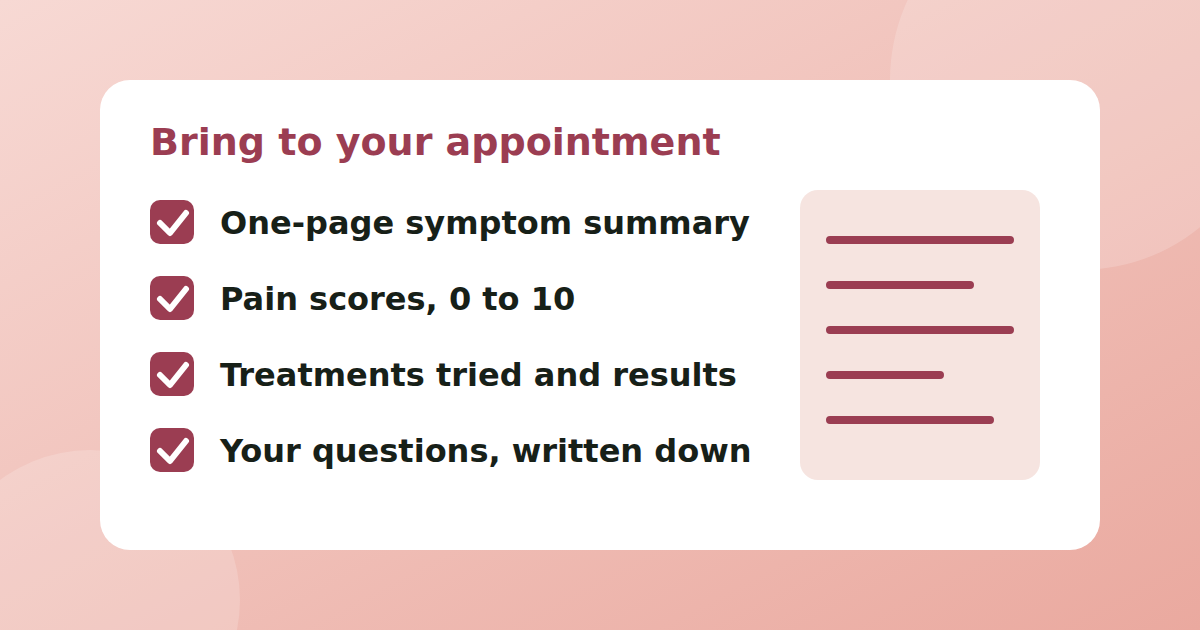 Bring to your appointment
One-page symptom summary
Pain scores, 0 to 10
Treatments tried and results
Your questions, written down